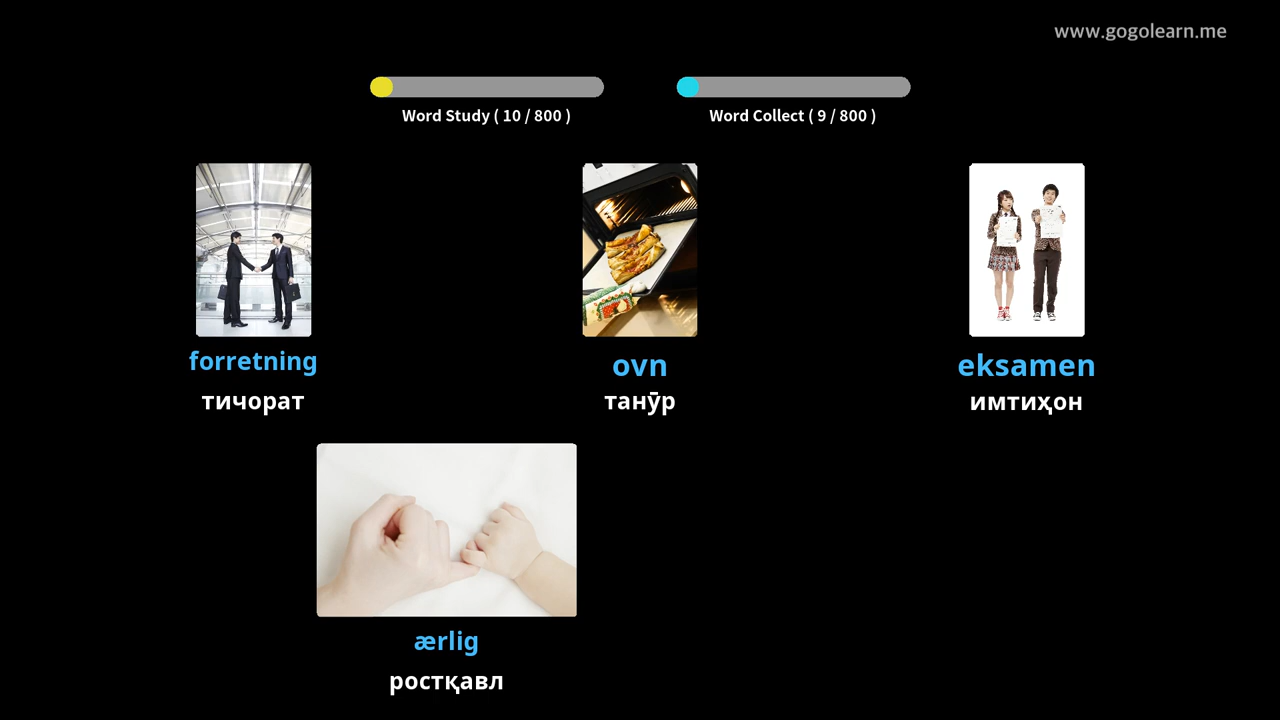 www.gogolearn.me
Word Study ( 10 / 800 )
Word Collect ( 9 / 800 )
forretning
ovn
eksamen
тичорат
танӯр
имтиҳон
ærlig
ростқавл